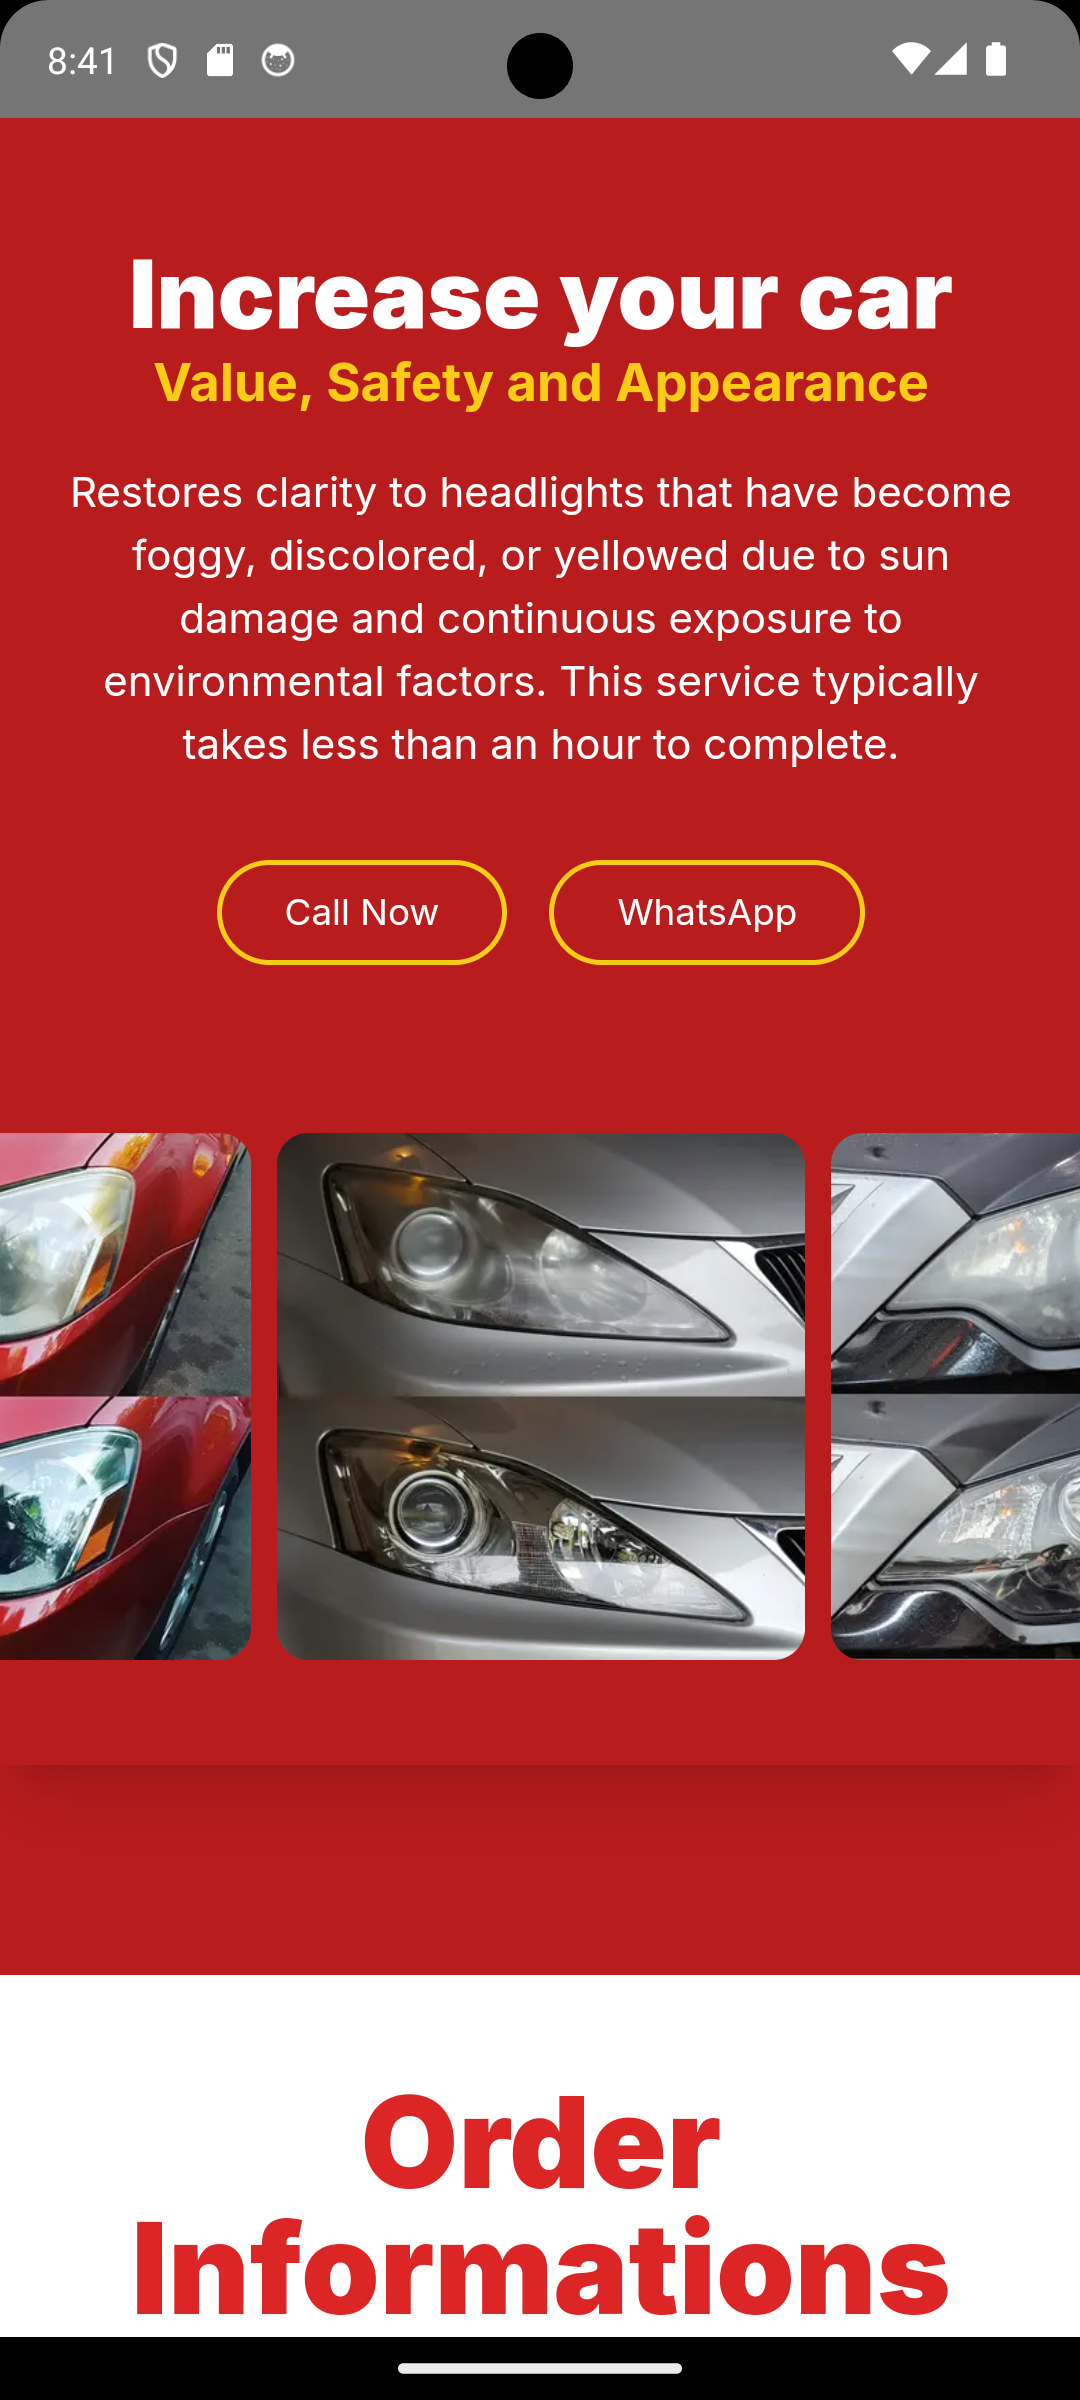 8:41
Increase your car
Value, Safety and Appearance
Restores clarity to headlights that have become
foggy, discolored, or yellowed due to sun
damage and continuous exposure to
environmental factors. This service typically
takes less than an hour to complete.
Call Now
WhatsApp
Order
Informations